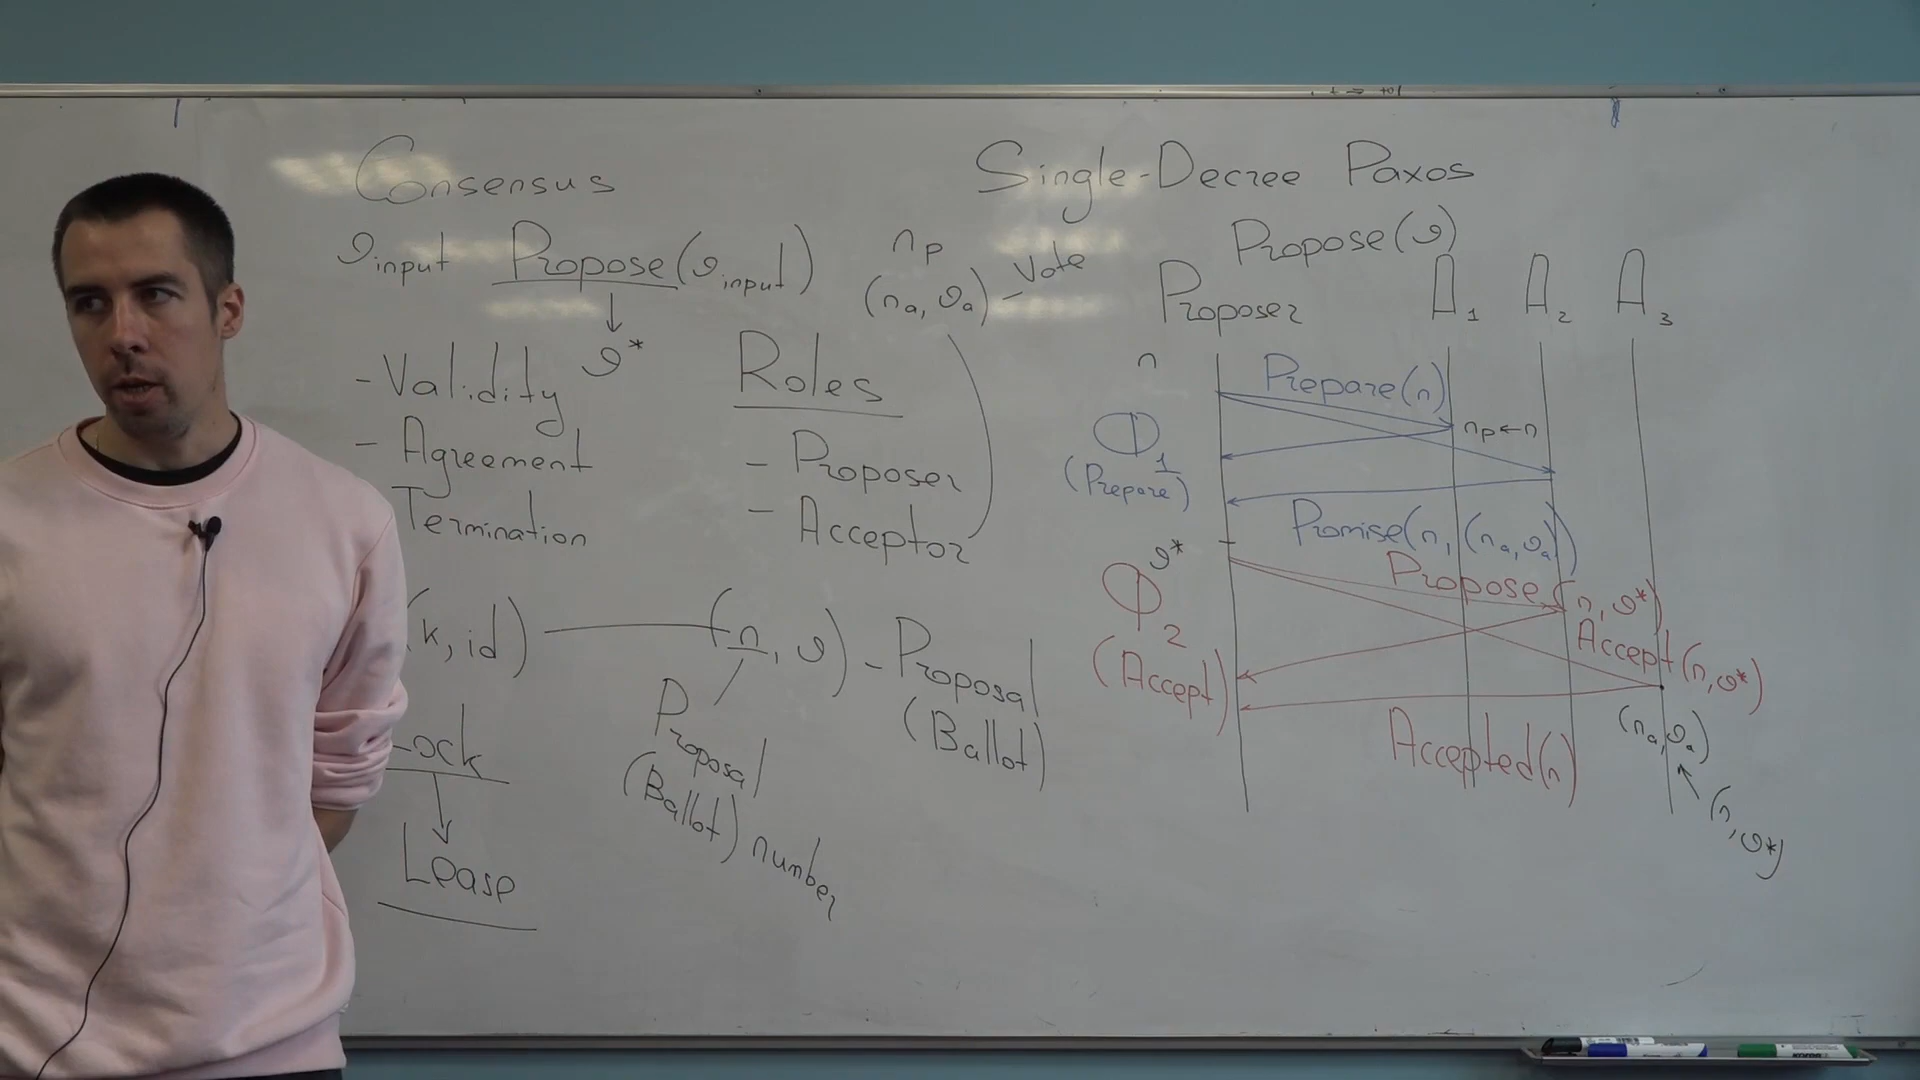 Consensus
Single-Decree Paxos
ϑinput Propose(ϑinput)
ϑ*
- Validity
- Agreement
Termination
np
(na, ϑa) - Vote
Roles
- Proposer
- Acceptor
(k, id) (n, ϑ) - Proposal
(Ballot)
Proposal
(Ballot) number
Lock
Lease
Propose(ϑ)
Proposer A1 A2 A3
n
Prepare(n)
np ← n
Φ1
(Prepare)
Promise(n, (na, ϑa))
ϑ*
Propose(n, ϑ*)
Φ2
Accept(n, ϑ*)
(Accept)
Accepted(n)
(na, ϑa)
(n, ϑ*)